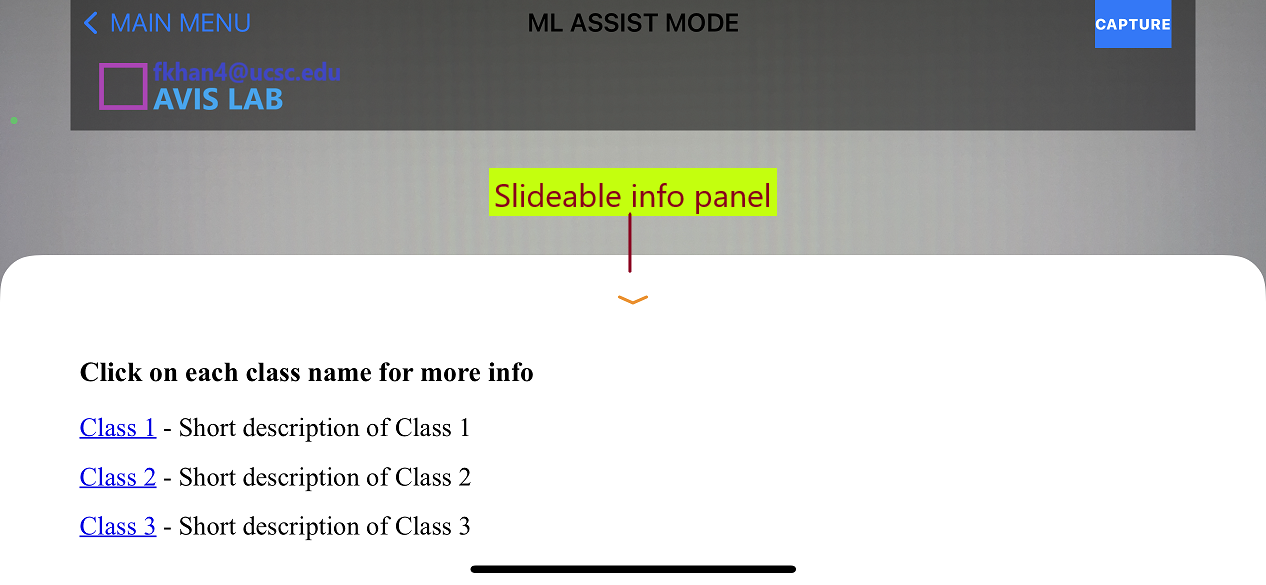 MAIN MENU
ML ASSIST MODE
CAPTURE
fkhan4@ucsc.edu
AVIS LAB
Slideable info panel
Click on each class name for more info
Class 1 - Short description of Class 1
Class 2 - Short description of Class 2
Class 3 - Short description of Class 3